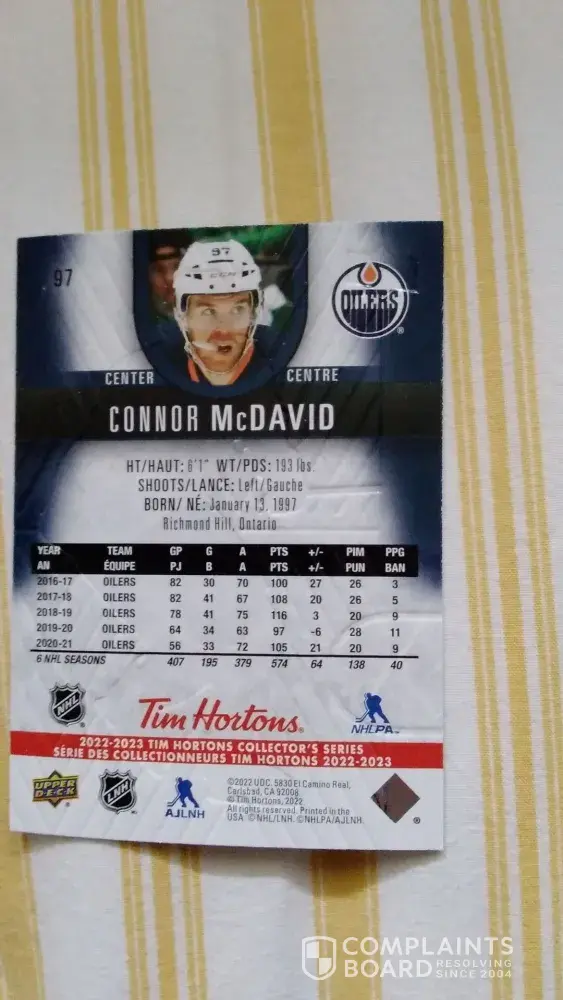 97
97
CCM
OILERS
®
CENTER
CENTRE
CONNOR McDAVID
HT/HAUT: 6'1" WT/PDS: 193 lbs.
SHOOTS/LANCE: Left/Gauche
BORN/ NÉ: January 13, 1997
Richmond Hill, Ontario
YEAR TEAM GP G A PTS +/- PIM PPG
AN ÉQUIPE PJ B A PTS +/- PUN BAN
2016-17 OILERS 82 30 70 100 27 26 3
2017-18 OILERS 82 41 67 108 20 26 5
2018-19 OILERS 78 41 75 116 3 20 9
2019-20 OILERS 64 34 63 97 -6 28 11
2020-21 OILERS 56 33 72 105 21 20 9
6 NHL SEASONS 407 195 379 574 64 138 40
NHL
Tim Hortons®
NHLPA™
2022-2023 TIM HORTONS COLLECTOR'S SERIES
SÉRIE DES COLLECTIONNEURS TIM HORTONS 2022-2023
UPPER DECK
LNH
AJLNH
©2022 UDC. 5830 El Camino Real,
Carlsbad, CA 92008
© Tim Hortons, 2022
All rights reserved. Printed in the
USA ©NHL/LNH. ©NHLPA/AJLNH.
®
COMPLAINTS
BOARD RESOLVING
SINCE 2004